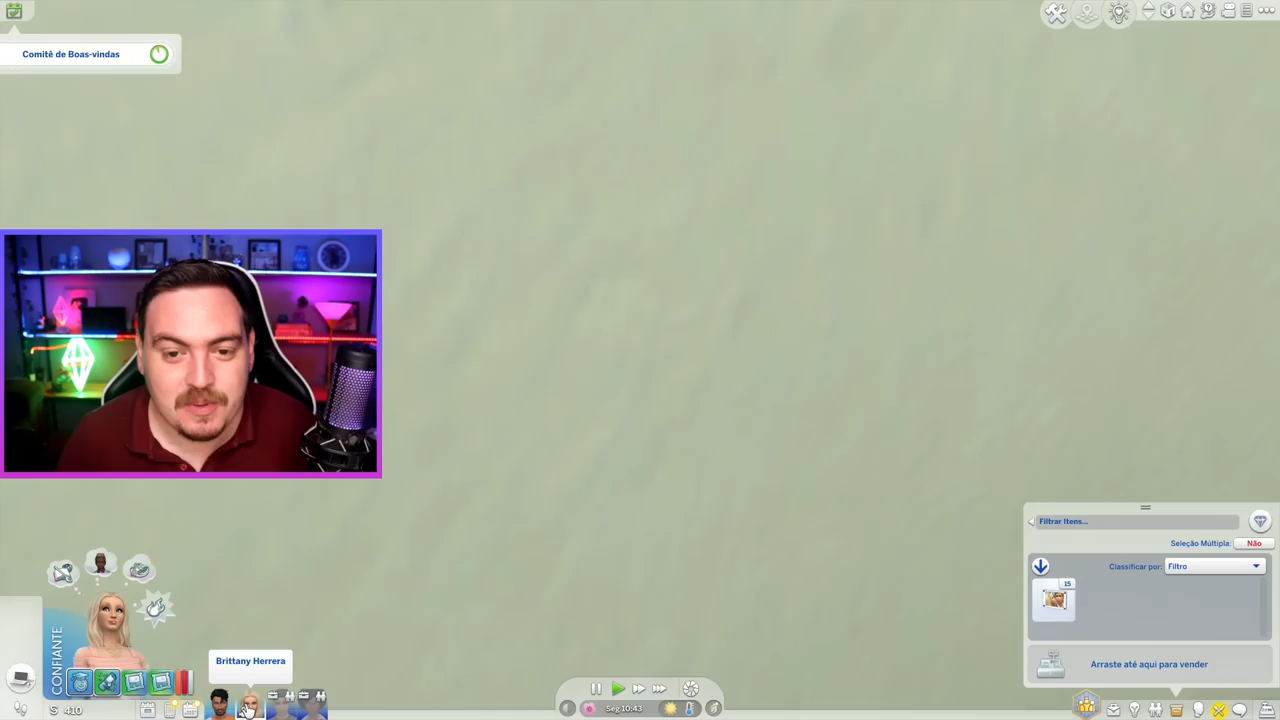 Comitê de Boas-vindas
Filtrar Itens...
Seleção Múltipla: Não
Classificar por: Filtro
15
Arraste até aqui para vender
CONFIANTE
Brittany Herrera
§ 410
Seg 10:43